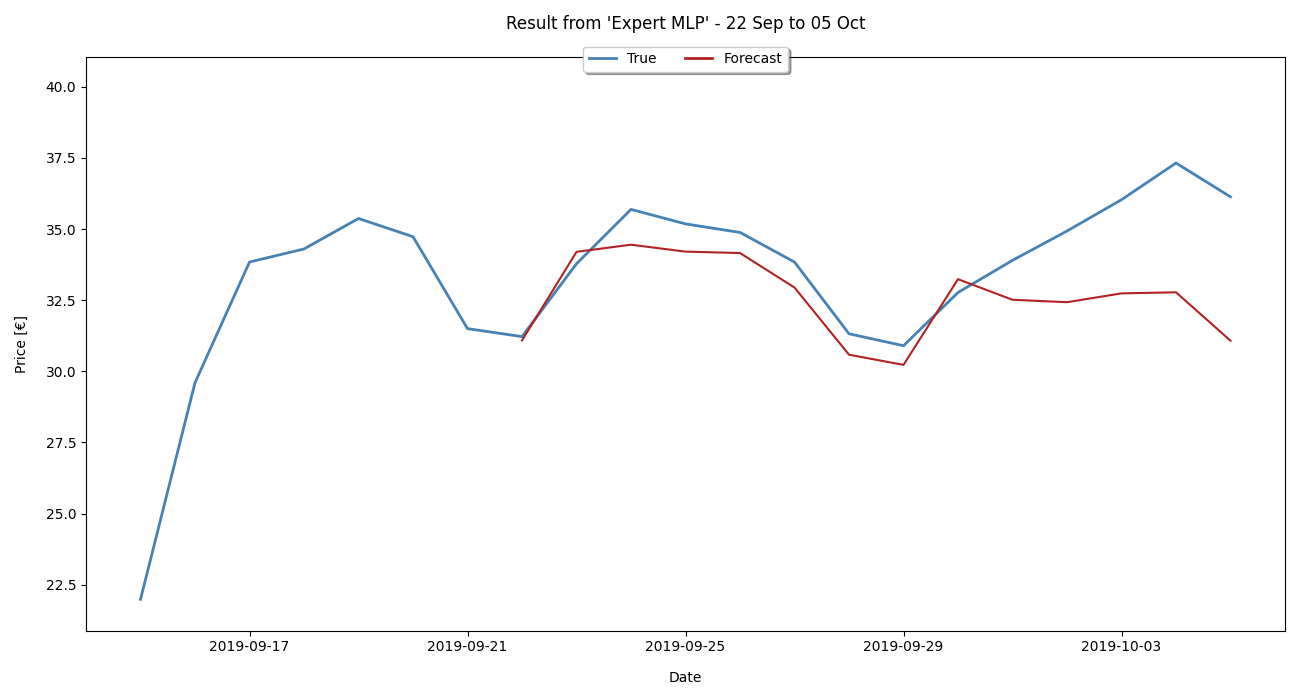 Result from 'Expert MLP' - 22 Sep to 05 Oct
True Forecast
40.0
37.5
35.0
32.5
30.0
27.5
25.0
22.5
Price [€]
2019-09-17 2019-09-21 2019-09-25 2019-09-29 2019-10-03
Date